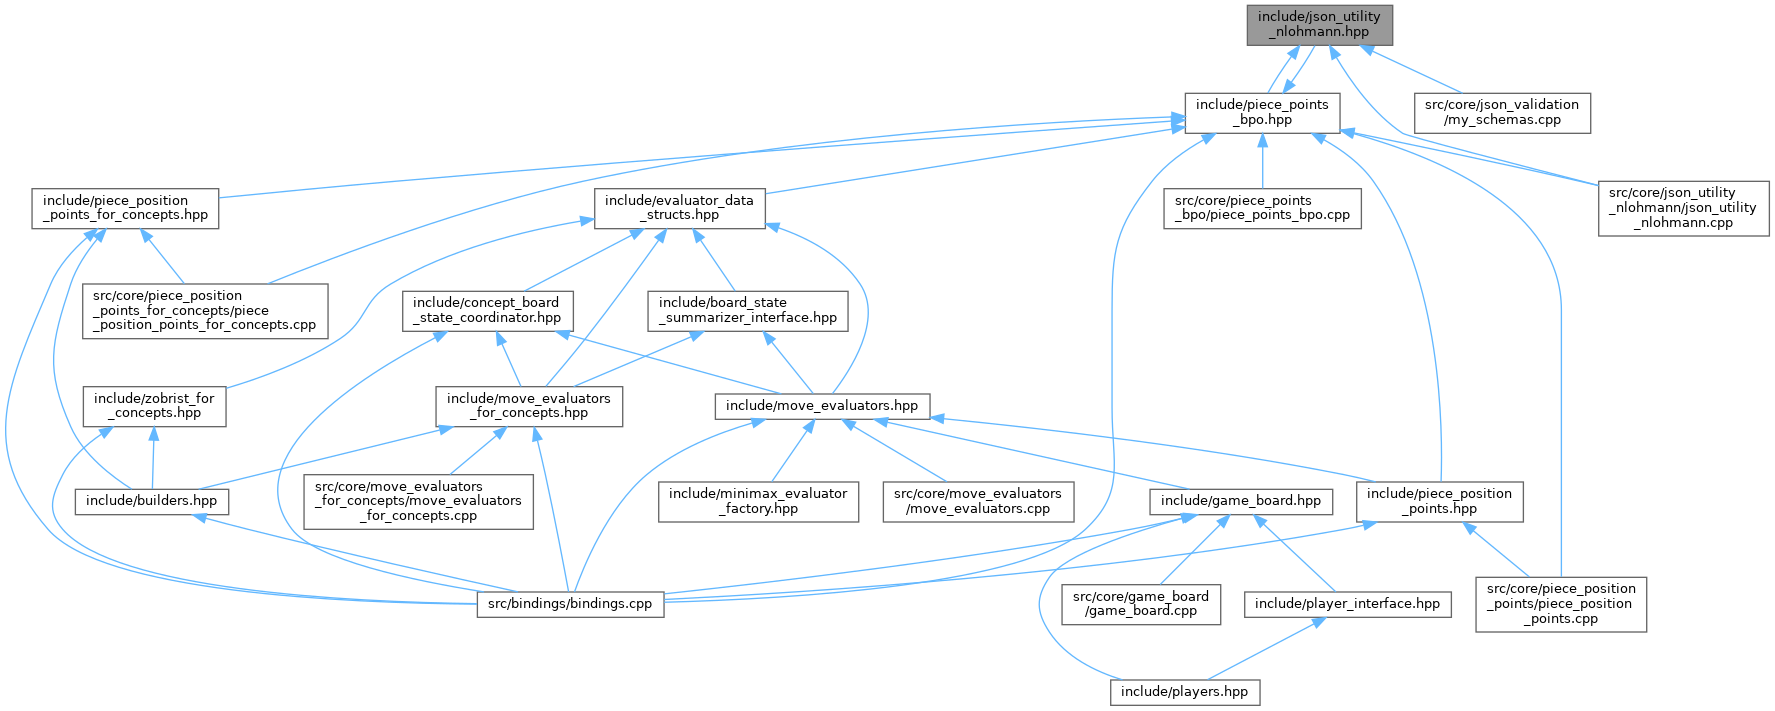 include/json_utility
_nlohmann.hpp
include/piece_points
_bpo.hpp
src/core/json_validation
/my_schemas.cpp
include/piece_position
_points_for_concepts.hpp
include/evaluator_data
_structs.hpp
src/core/piece_points
_bpo/piece_points_bpo.cpp
src/core/json_utility
_nlohmann/json_utility
_nlohmann.cpp
src/core/piece_position
_points_for_concepts/piece
_position_points_for_concepts.cpp
include/concept_board
_state_coordinator.hpp
include/board_state
_summarizer_interface.hpp
include/zobrist_for
_concepts.hpp
include/move_evaluators
_for_concepts.hpp
include/move_evaluators.hpp
include/builders.hpp
src/core/move_evaluators
_for_concepts/move_evaluators
_for_concepts.cpp
include/minimax_evaluator
_factory.hpp
src/core/move_evaluators
/move_evaluators.cpp
include/game_board.hpp
include/piece_position
_points.hpp
src/bindings/bindings.cpp
src/core/game_board
/game_board.cpp
include/player_interface.hpp
src/core/piece_position
_points/piece_position
_points.cpp
include/players.hpp